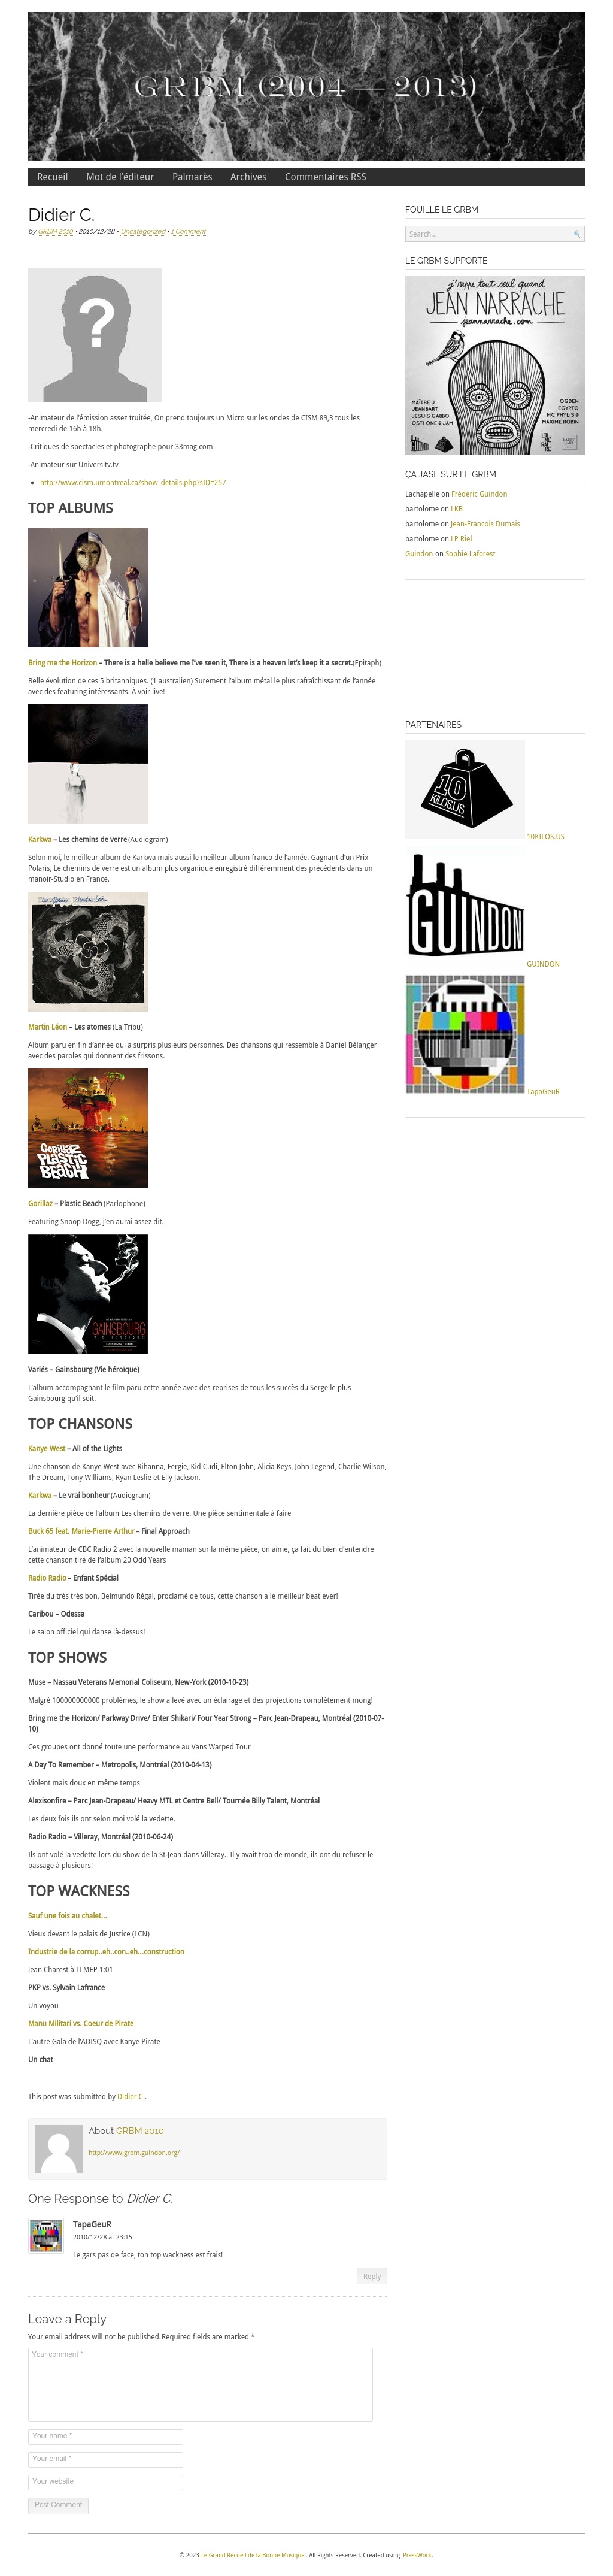 GRBM (2004 — 2013)
Recueil Mot de l'éditeur Palmarès Archives Commentaires RSS
Didier C.
by GRBM 2010 • 2010/12/28 • Uncategorized • 1 Comment
?
-Animateur de l'émission assez truitée, On prend toujours un Micro sur les ondes de CISM 89,3 tous les
mercredi de 16h à 18h.
-Critiques de spectacles et photographe pour 33mag.com
-Animateur sur Universitv.tv
http://www.cism.umontreal.ca/show_details.php?sID=257
TOP ALBUMS
Bring me the Horizon – There is a helle believe me I've seen it, There is a heaven let's keep it a secret.(Epitaph)
Belle évolution de ces 5 britanniques. (1 australien) Surement l'album métal le plus rafraîchissant de l'année
avec des featuring intéressants. À voir live!
Karkwa – Les chemins de verre (Audiogram)
Selon moi, le meilleur album de Karkwa mais aussi le meilleur album franco de l'année. Gagnant d'un Prix
Polaris, Le chemins de verre est un album plus organique enregistré différemment des précédents dans un
manoir-Studio en France.
Les Atomes Martin Léon
Martin Léon – Les atomes (La Tribu)
Album paru en fin d'année qui a surpris plusieurs personnes. Des chansons qui ressemble à Daniel Bélanger
avec des paroles qui donnent des frissons.
GORILLAZ
PLASTIC
BEACH
Gorillaz – Plastic Beach (Parlophone)
Featuring Snoop Dogg, j'en aurai assez dit.
GAINSBOURG
VIE HÉROÏQUE
Variés – Gainsbourg (Vie héroïque)
L'album accompagnant le film paru cette année avec des reprises de tous les succès du Serge le plus
Gainsbourg qu'il soit.
TOP CHANSONS
Kanye West – All of the Lights
Une chanson de Kanye West avec Rihanna, Fergie, Kid Cudi, Elton John, Alicia Keys, John Legend, Charlie Wilson,
The Dream, Tony Williams, Ryan Leslie et Elly Jackson.
Karkwa – Le vrai bonheur (Audiogram)
La dernière pièce de l'album Les chemins de verre. Une pièce sentimentale à faire
Buck 65 feat. Marie-Pierre Arthur – Final Approach
L'animateur de CBC Radio 2 avec la nouvelle maman sur la même pièce, on aime, ça fait du bien d'entendre
cette chanson tiré de l'album 20 Odd Years
Radio Radio – Enfant Spécial
Tirée du très très bon, Belmundo Régal, proclamé de tous, cette chanson a le meilleur beat ever!
Caribou – Odessa
Le salon officiel qui danse là-dessus!
TOP SHOWS
Muse – Nassau Veterans Memorial Coliseum, New-York (2010-10-23)
Malgré 100000000000 problèmes, le show a levé avec un éclairage et des projections complètement mong!
Bring me the Horizon/ Parkway Drive/ Enter Shikari/ Four Year Strong – Parc Jean-Drapeau, Montréal (2010-07-
10)
Ces groupes ont donné toute une performance au Vans Warped Tour
A Day To Remember – Metropolis, Montréal (2010-04-13)
Violent mais doux en même temps
Alexisonfire – Parc Jean-Drapeau/ Heavy MTL et Centre Bell/ Tournée Billy Talent, Montréal
Les deux fois ils ont selon moi volé la vedette.
Radio Radio – Villeray, Montréal (2010-06-24)
Ils ont volé la vedette lors du show de la St-Jean dans Villeray.. Il y avait trop de monde, ils ont du refuser le
passage à plusieurs!
TOP WACKNESS
Sauf une fois au chalet…
Vieux devant le palais de Justice (LCN)
Industrie de la corrup..eh..con..eh…construction
Jean Charest à TLMEP 1:01
PKP vs. Sylvain Lafrance
Un voyou
Manu Militari vs. Coeur de Pirate
L'autre Gala de l'ADISQ avec Kanye Pirate
Un chat
This post was submitted by Didier C..
About GRBM 2010
http://www.grbm.guindon.org/
One Response to Didier C.
TapaGeuR
2010/12/28 at 23:15
Le gars pas de face, ton top wackness est frais!
Reply
Leave a Reply
Your email address will not be published. Required fields are marked *
Your comment *
Your name *
Your email *
Your website
Post Comment
FOUILLE LE GRBM
Search...
LE GRBM SUPPORTE
j'rappe tout seul quand
JEAN NARRACHE
jeannarrache.com
MAÎTRE J
JEANBART
JESUIS GABBO
OSTI ONE & JAM
OGDEN
EGYPTO
MC PHYLIS &
MAXIME ROBIN
ÇA JASE SUR LE GRBM
Lachapelle on Frédéric Guindon
bartolome on LKB
bartolome on Jean-Francois Dumais
bartolome on LP Riel
Guindon on Sophie Laforest
PARTENAIRES
10
KILOS.US
10KILOS.US
GUINDON
GUINDON
TapaGeuR
© 2023 Le Grand Recueil de la Bonne Musique . All Rights Reserved. Created using PressWork.